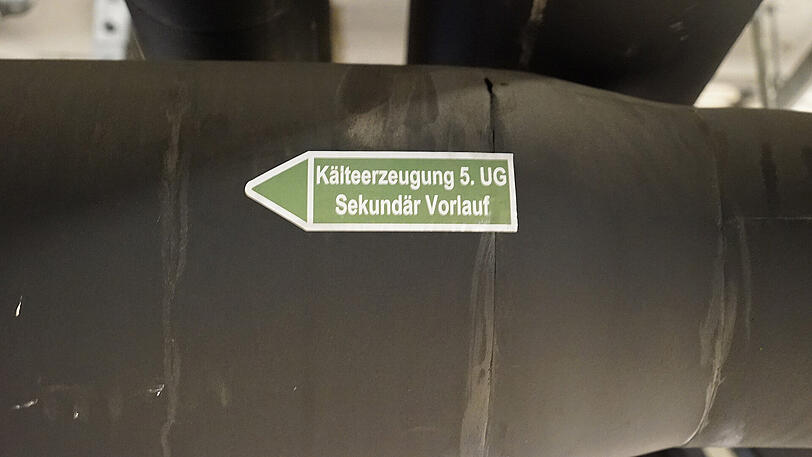 Kälteerzeugung 5. UG
Sekundär Vorlauf